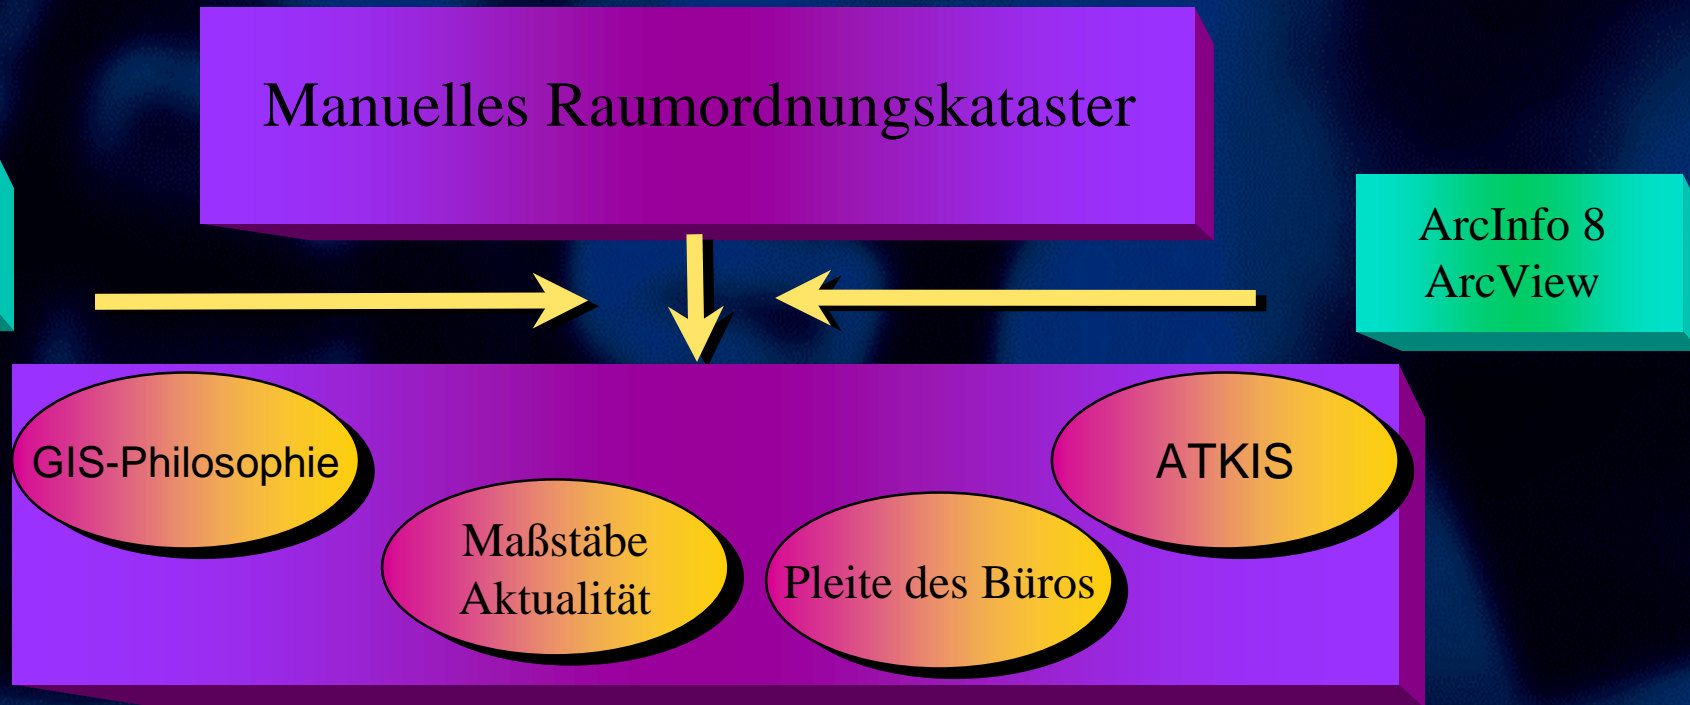 Manuelles Raumordnungskataster
ArcInfo 8
ArcView
GIS-Philosophie
Maßstäbe
Aktualität
Pleite des Büros
ATKIS